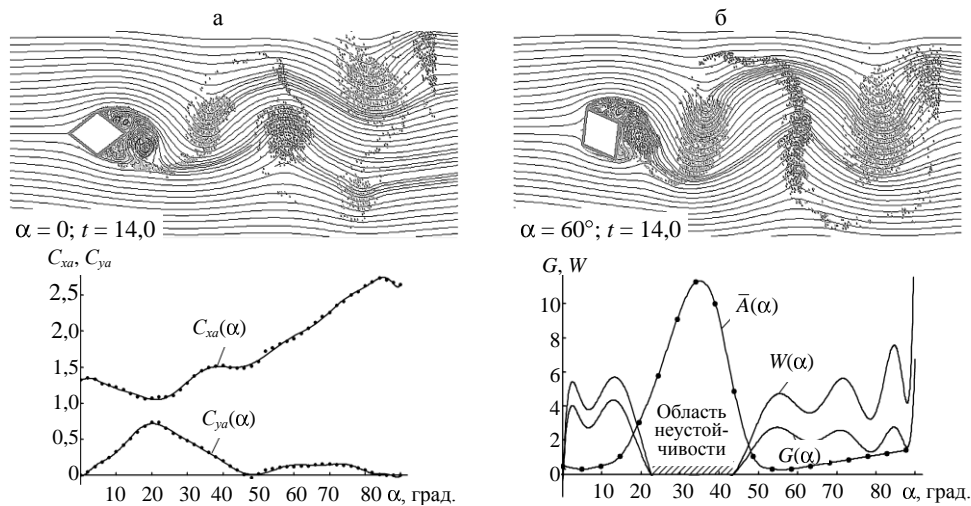 а
б
α = 0; t = 14,0
α = 60°; t = 14,0
Cxa, Cya
2,5
2,0
1,5
1,0
0,5
0
Cxa(α)
Cya(α)
10 20 30 40 50 60 70 80 α, град.
G, W
10
8
6
4
2
0
Ā(α)
W(α)
Область
неустой-
чивости
G(α)
10 20 30 40 50 60 70 80 α, град.